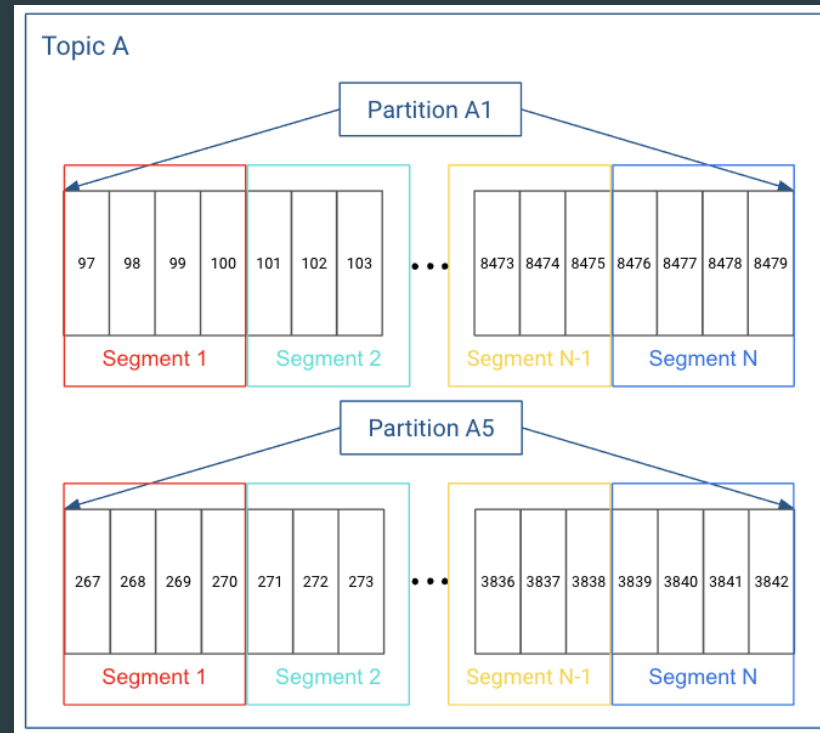 Topic A
Partition A1
97 98 99 100 101 102 103 ... 8473 8474 8475 8476 8477 8478 8479
Segment 1 Segment 2 Segment N-1 Segment N
Partition A5
267 268 269 270 271 272 273 ... 3836 3837 3838 3839 3840 3841 3842
Segment 1 Segment 2 Segment N-1 Segment N